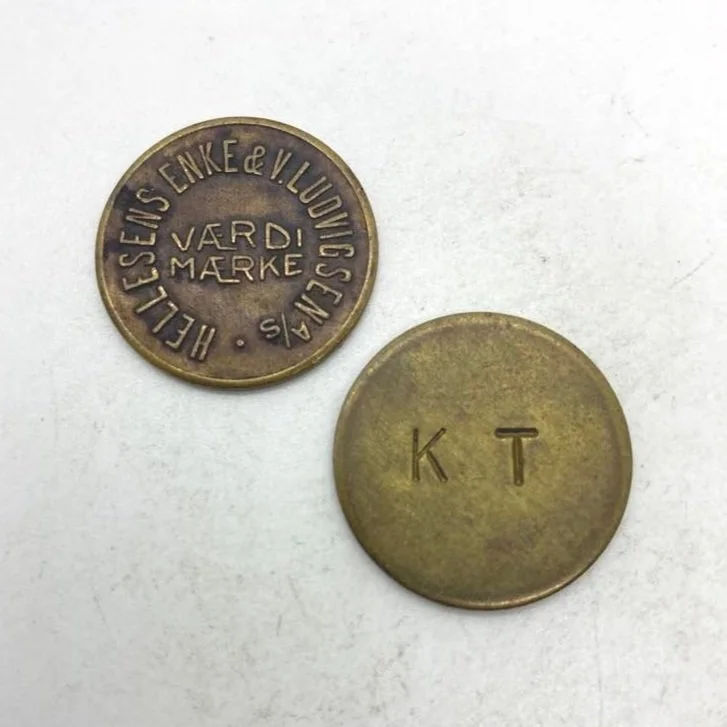 HELLESENS ENKE & V. LUDVIGSEN A/S ·
VÆRDI
MÆRKE
K T